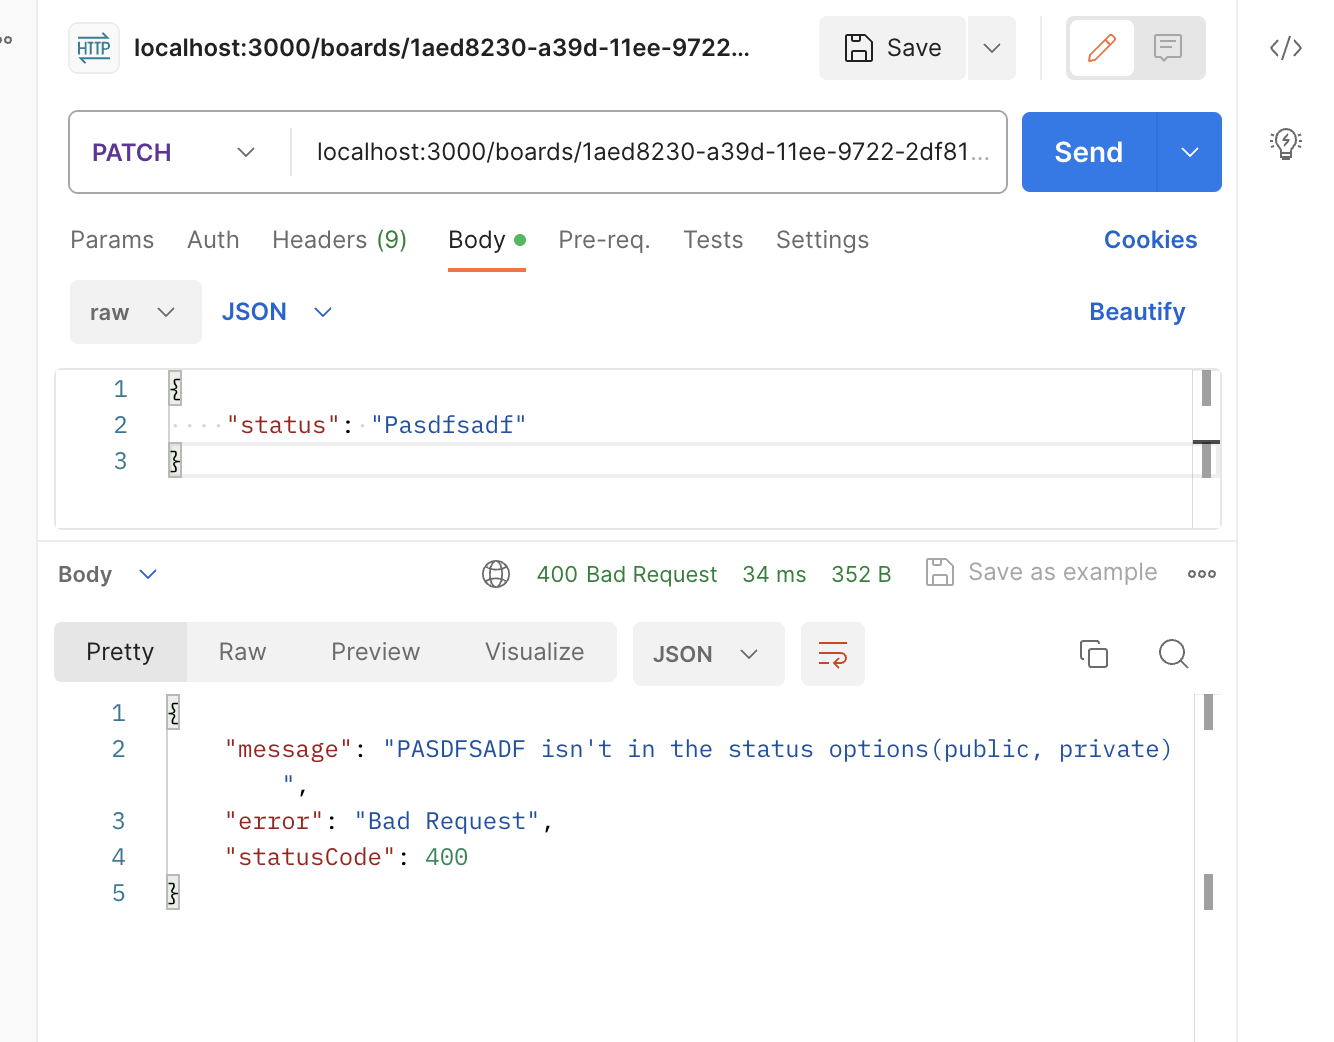 HTTP
localhost:3000/boards/1aed8230-a39d-11ee-9722...
Save
PATCH
localhost:3000/boards/1aed8230-a39d-11ee-9722-2df81...
Send
Params Auth Headers (9) Body Pre-req. Tests Settings Cookies
raw JSON Beautify
1 {
2 "status": "Pasdfsadf"
3 }
Body 400 Bad Request 34 ms 352 B Save as example
Pretty Raw Preview Visualize JSON
1 {
2 "message": "PASDFSADF isn't in the status options(public, private)
",
3 "error": "Bad Request",
4 "statusCode": 400
5 }